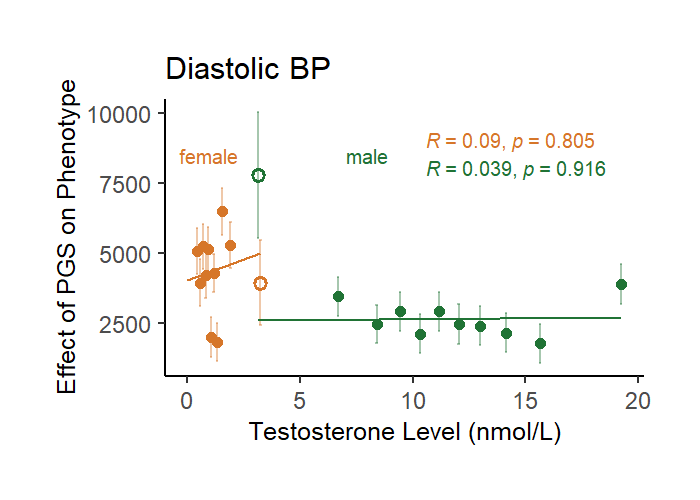 Diastolic BP
Effect of PGS on Phenotype
10000
7500
5000
2500
female
male
R = 0.09, p = 0.805
R = 0.039, p = 0.916
0
5
10
15
20
Testosterone Level (nmol/L)